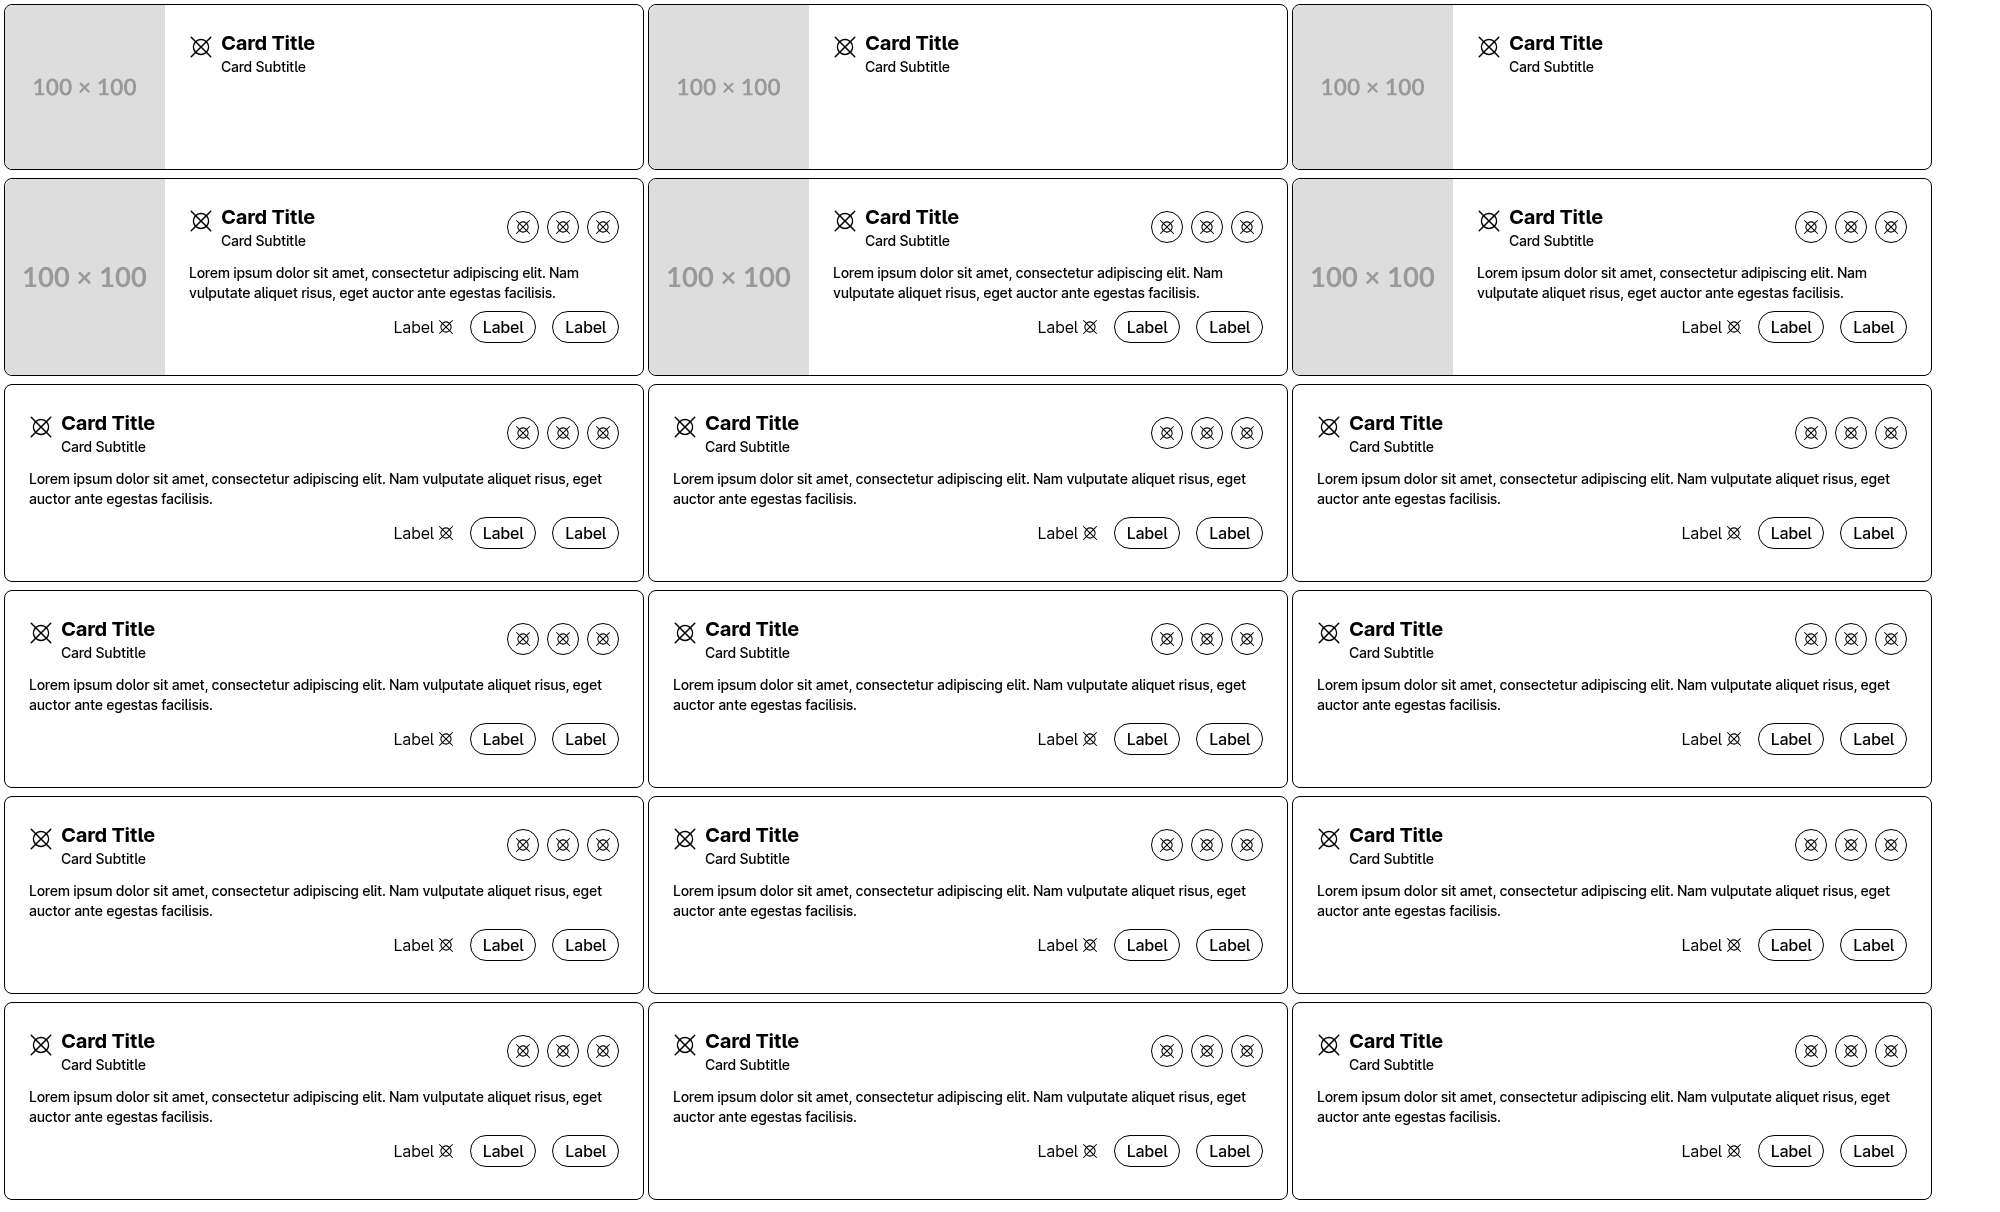 100 × 100
Card Title
Card Subtitle
100 × 100
Card Title
Card Subtitle
100 × 100
Card Title
Card Subtitle
100 × 100
Card Title
Card Subtitle
Lorem ipsum dolor sit amet, consectetur adipiscing elit. Nam
vulputate aliquet risus, eget auctor ante egestas facilisis.
Label Label Label
100 × 100
Card Title
Card Subtitle
Lorem ipsum dolor sit amet, consectetur adipiscing elit. Nam
vulputate aliquet risus, eget auctor ante egestas facilisis.
Label Label Label
100 × 100
Card Title
Card Subtitle
Lorem ipsum dolor sit amet, consectetur adipiscing elit. Nam
vulputate aliquet risus, eget auctor ante egestas facilisis.
Label Label Label
Card Title
Card Subtitle
Lorem ipsum dolor sit amet, consectetur adipiscing elit. Nam vulputate aliquet risus, eget
auctor ante egestas facilisis.
Label Label Label
Card Title
Card Subtitle
Lorem ipsum dolor sit amet, consectetur adipiscing elit. Nam vulputate aliquet risus, eget
auctor ante egestas facilisis.
Label Label Label
Card Title
Card Subtitle
Lorem ipsum dolor sit amet, consectetur adipiscing elit. Nam vulputate aliquet risus, eget
auctor ante egestas facilisis.
Label Label Label
Card Title
Card Subtitle
Lorem ipsum dolor sit amet, consectetur adipiscing elit. Nam vulputate aliquet risus, eget
auctor ante egestas facilisis.
Label Label Label
Card Title
Card Subtitle
Lorem ipsum dolor sit amet, consectetur adipiscing elit. Nam vulputate aliquet risus, eget
auctor ante egestas facilisis.
Label Label Label
Card Title
Card Subtitle
Lorem ipsum dolor sit amet, consectetur adipiscing elit. Nam vulputate aliquet risus, eget
auctor ante egestas facilisis.
Label Label Label
Card Title
Card Subtitle
Lorem ipsum dolor sit amet, consectetur adipiscing elit. Nam vulputate aliquet risus, eget
auctor ante egestas facilisis.
Label Label Label
Card Title
Card Subtitle
Lorem ipsum dolor sit amet, consectetur adipiscing elit. Nam vulputate aliquet risus, eget
auctor ante egestas facilisis.
Label Label Label
Card Title
Card Subtitle
Lorem ipsum dolor sit amet, consectetur adipiscing elit. Nam vulputate aliquet risus, eget
auctor ante egestas facilisis.
Label Label Label
Card Title
Card Subtitle
Lorem ipsum dolor sit amet, consectetur adipiscing elit. Nam vulputate aliquet risus, eget
auctor ante egestas facilisis.
Label Label Label
Card Title
Card Subtitle
Lorem ipsum dolor sit amet, consectetur adipiscing elit. Nam vulputate aliquet risus, eget
auctor ante egestas facilisis.
Label Label Label
Card Title
Card Subtitle
Lorem ipsum dolor sit amet, consectetur adipiscing elit. Nam vulputate aliquet risus, eget
auctor ante egestas facilisis.
Label Label Label